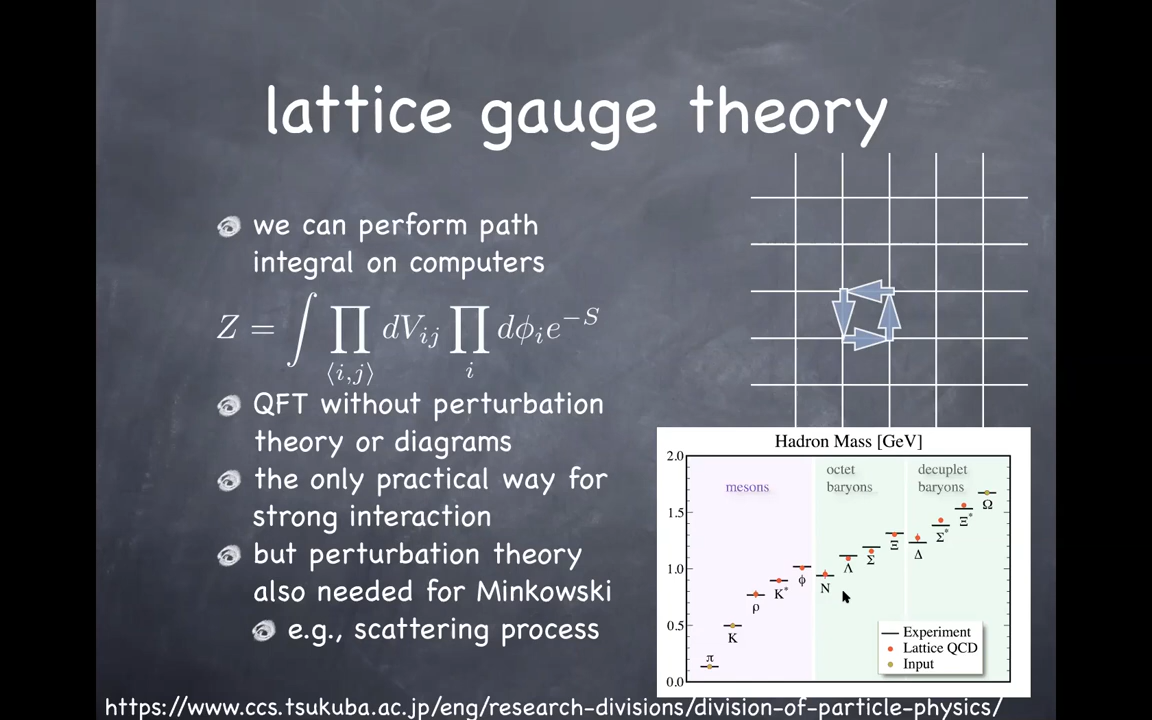 lattice gauge theory
we can perform path
integral on computers
Z = ∫ ∏_{⟨i,j⟩} dV_{ij} ∏_i dϕ_i e^{−S}
QFT without perturbation
theory or diagrams
the only practical way for
strong interaction
but perturbation theory
also needed for Minkowski
e.g., scattering process
Hadron Mass [GeV]
2.0
1.5
1.0
0.5
0.0
mesons
octet
baryons
decuplet
baryons
π
K
ρ
K*
ϕ
N
Λ
Σ
Ξ
Δ
Σ*
Ξ*
Ω
Experiment
Lattice QCD
Input
https://www.ccs.tsukuba.ac.jp/eng/research-divisions/division-of-particle-physics/